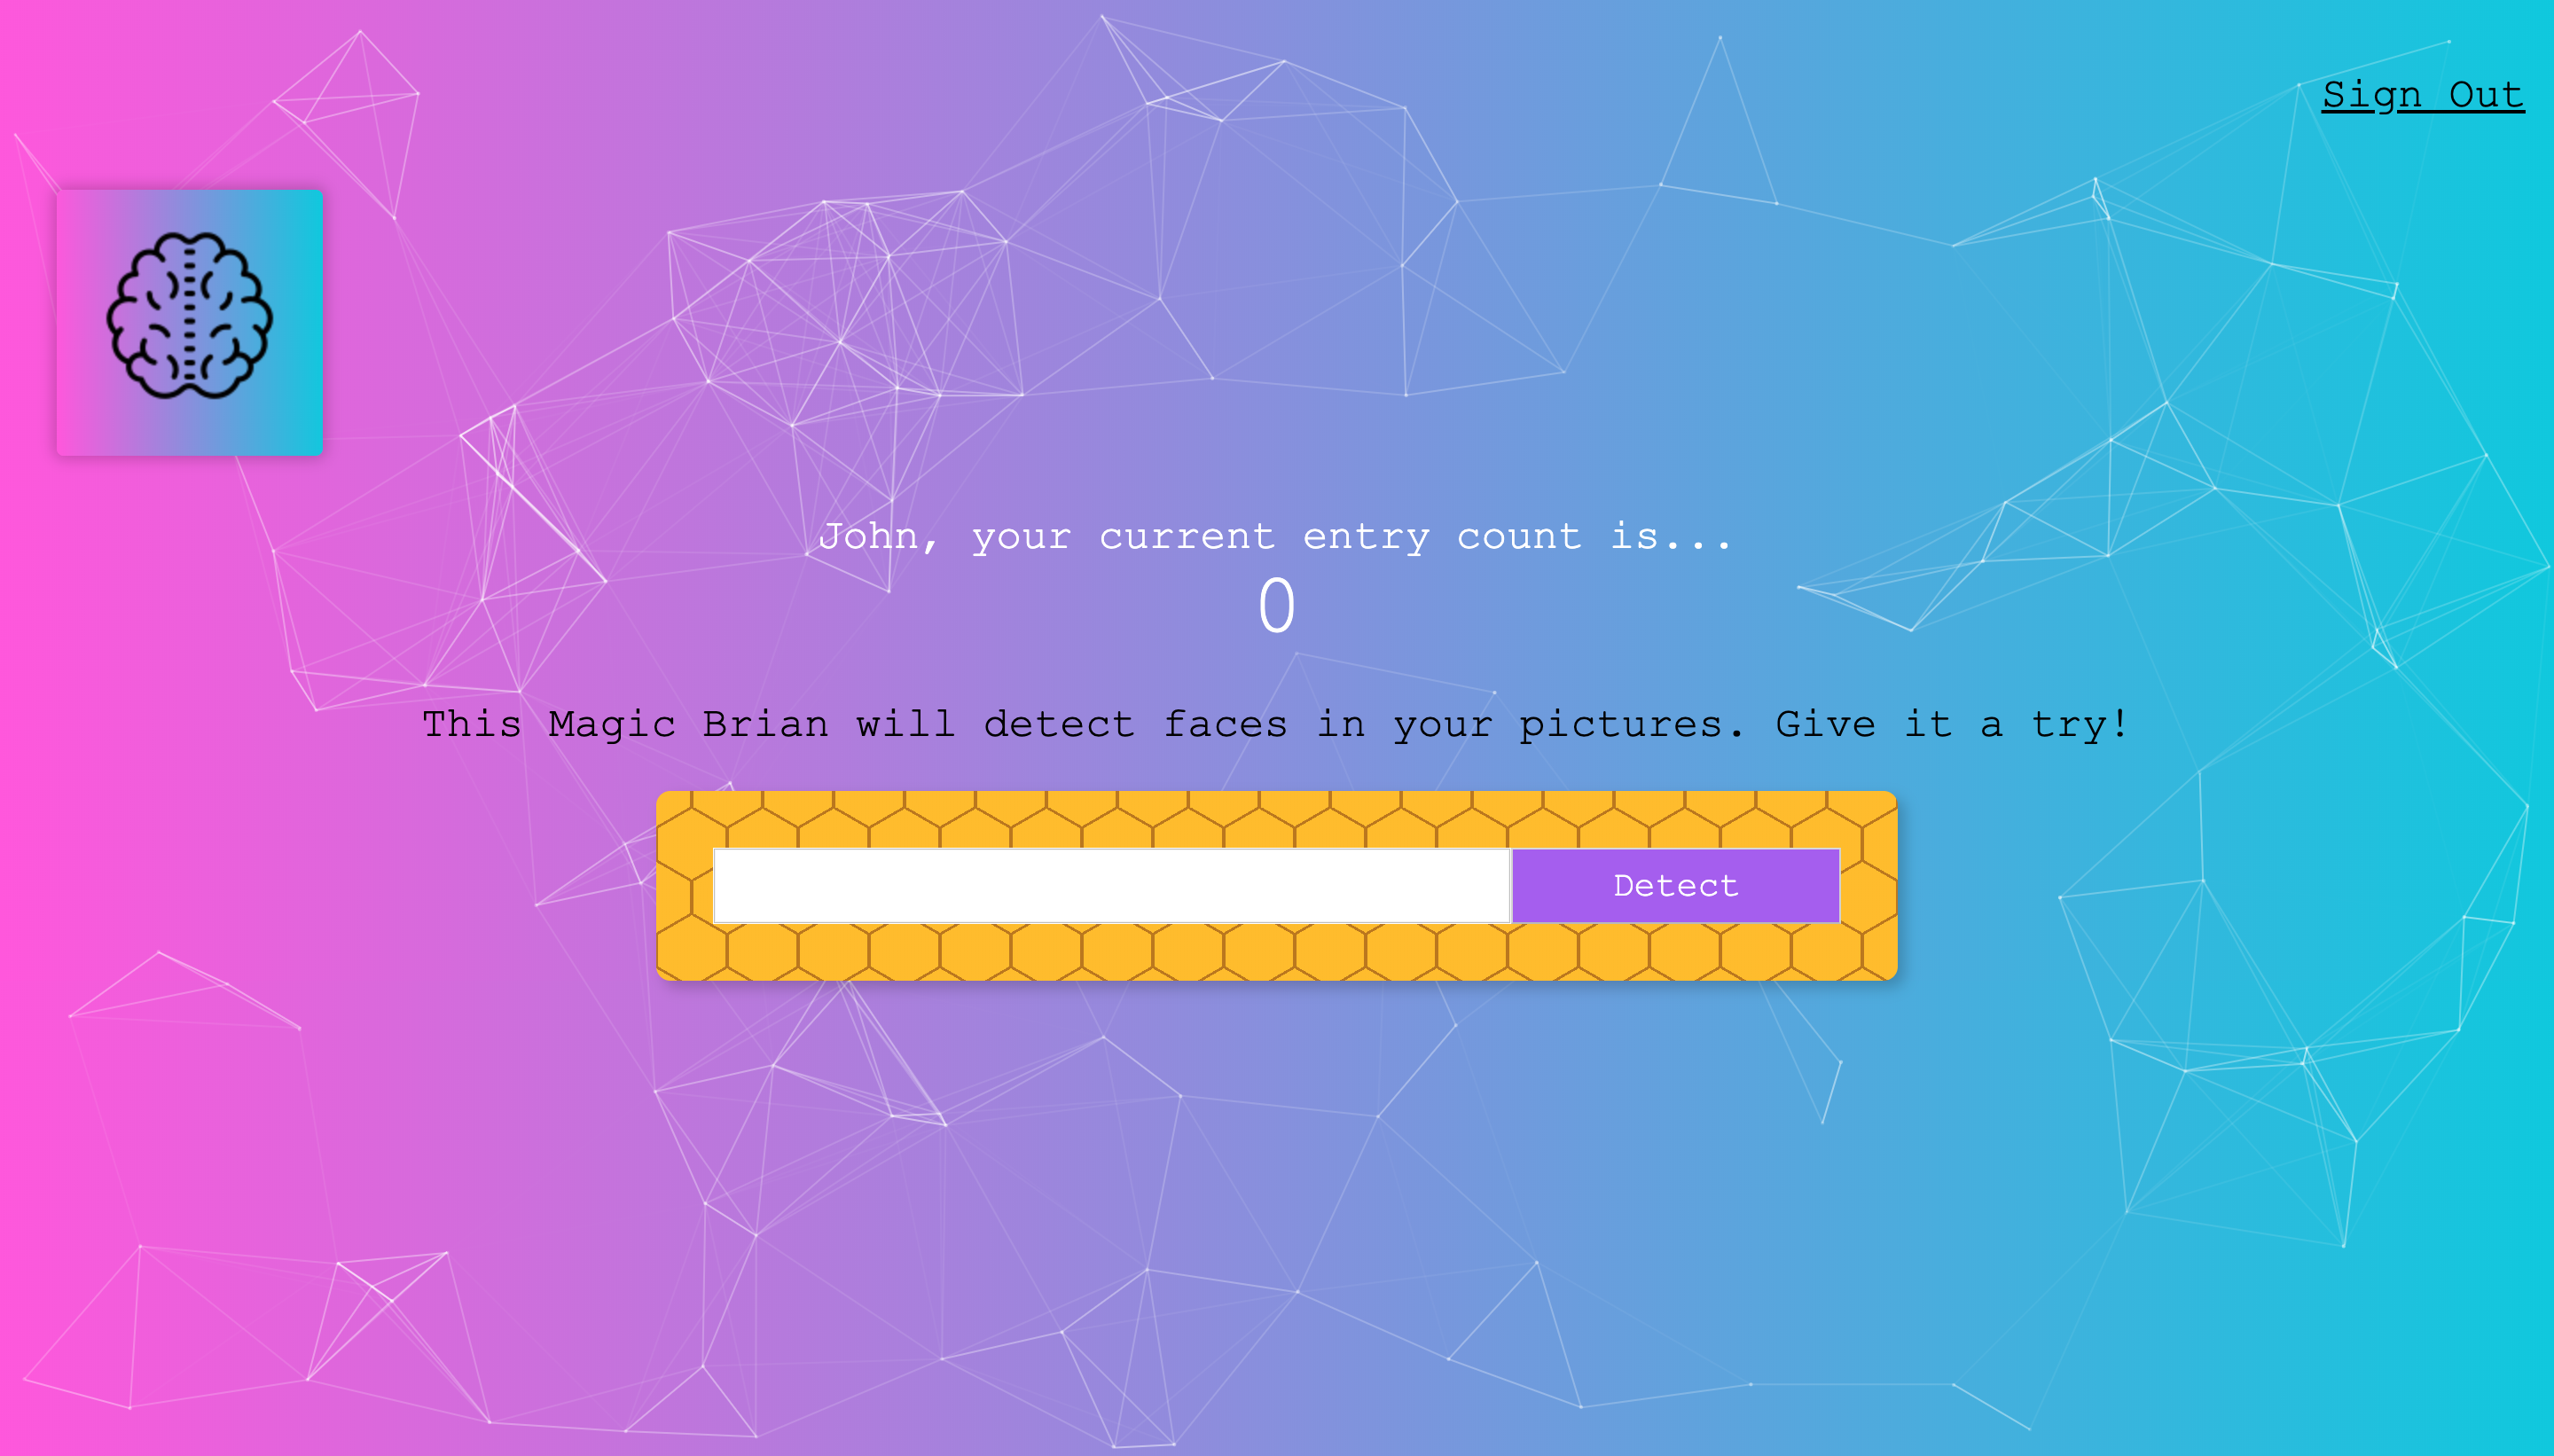 Sign Out
John, your current entry count is...
0
This Magic Brian will detect faces in your pictures. Give it a try!
Detect